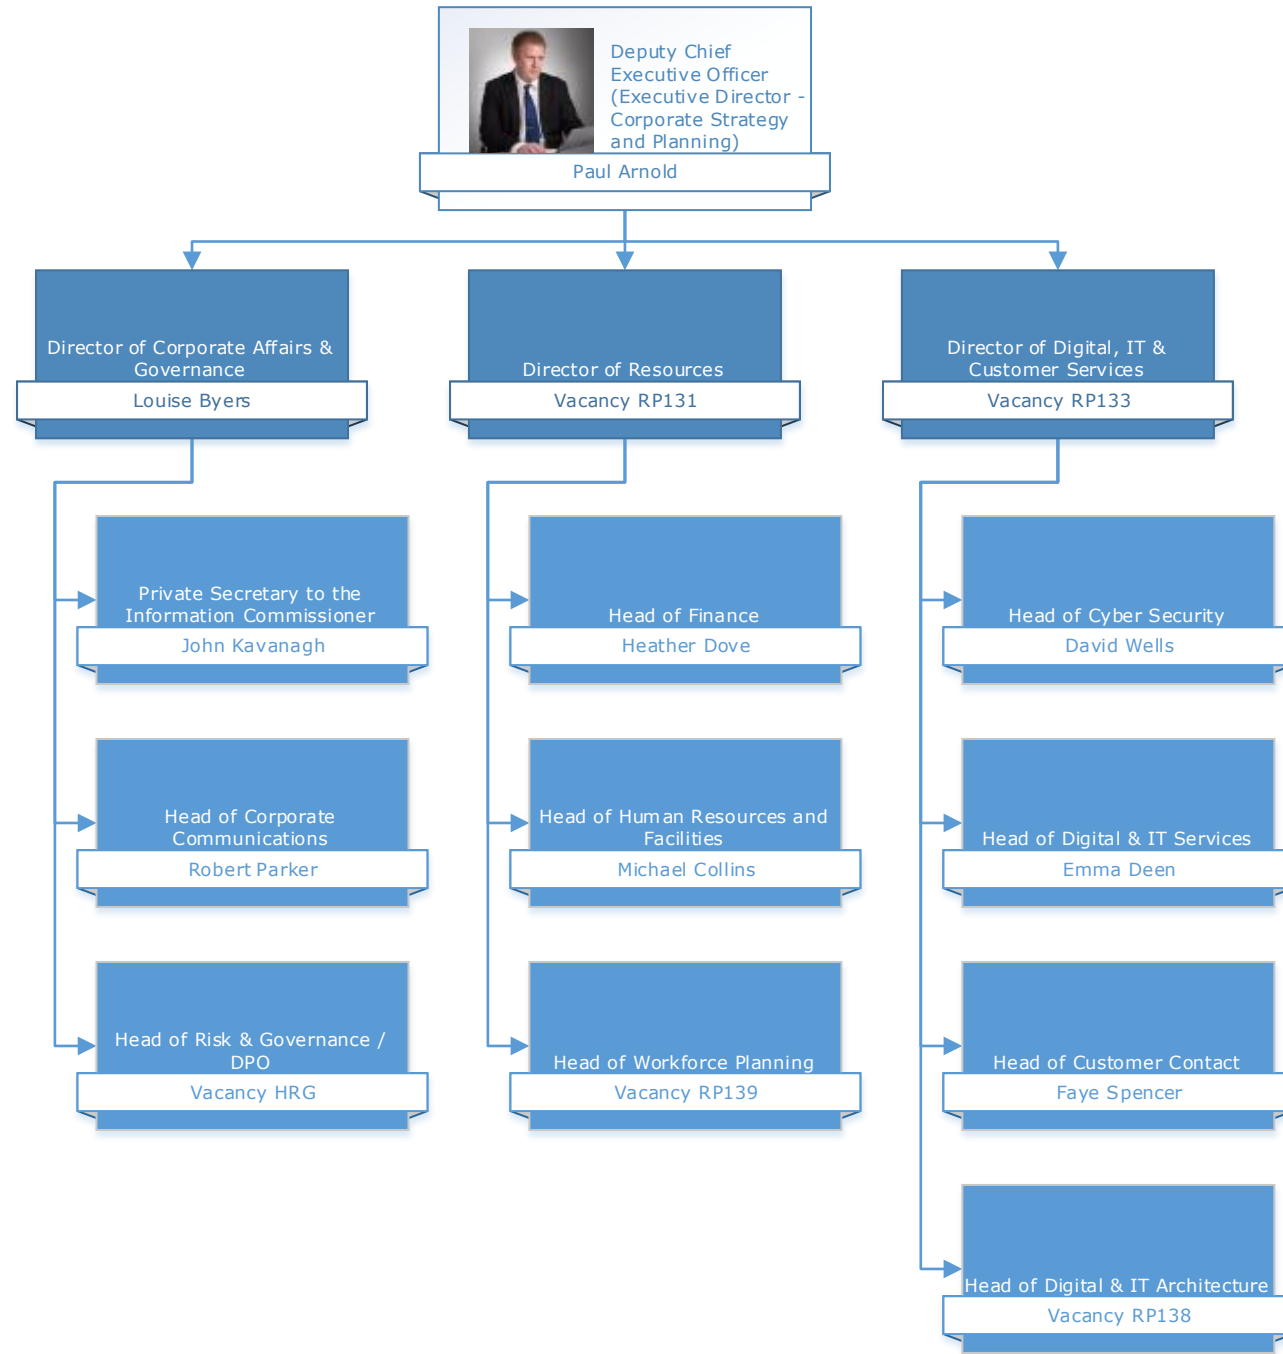 Deputy Chief
Executive Officer
(Executive Director -
Corporate Strategy
and Planning)
Paul Arnold
Director of Corporate Affairs &
Governance
Louise Byers
Director of Resources
Vacancy RP131
Director of Digital, IT &
Customer Services
Vacancy RP133
Private Secretary to the
Information Commissioner
John Kavanagh
Head of Finance
Heather Dove
Head of Cyber Security
David Wells
Head of Corporate
Communications
Robert Parker
Head of Human Resources and
Facilities
Michael Collins
Head of Digital & IT Services
Emma Deen
Head of Risk & Governance /
DPO
Vacancy HRG
Head of Workforce Planning
Vacancy RP139
Head of Customer Contact
Faye Spencer
Head of Digital & IT Architecture
Vacancy RP138